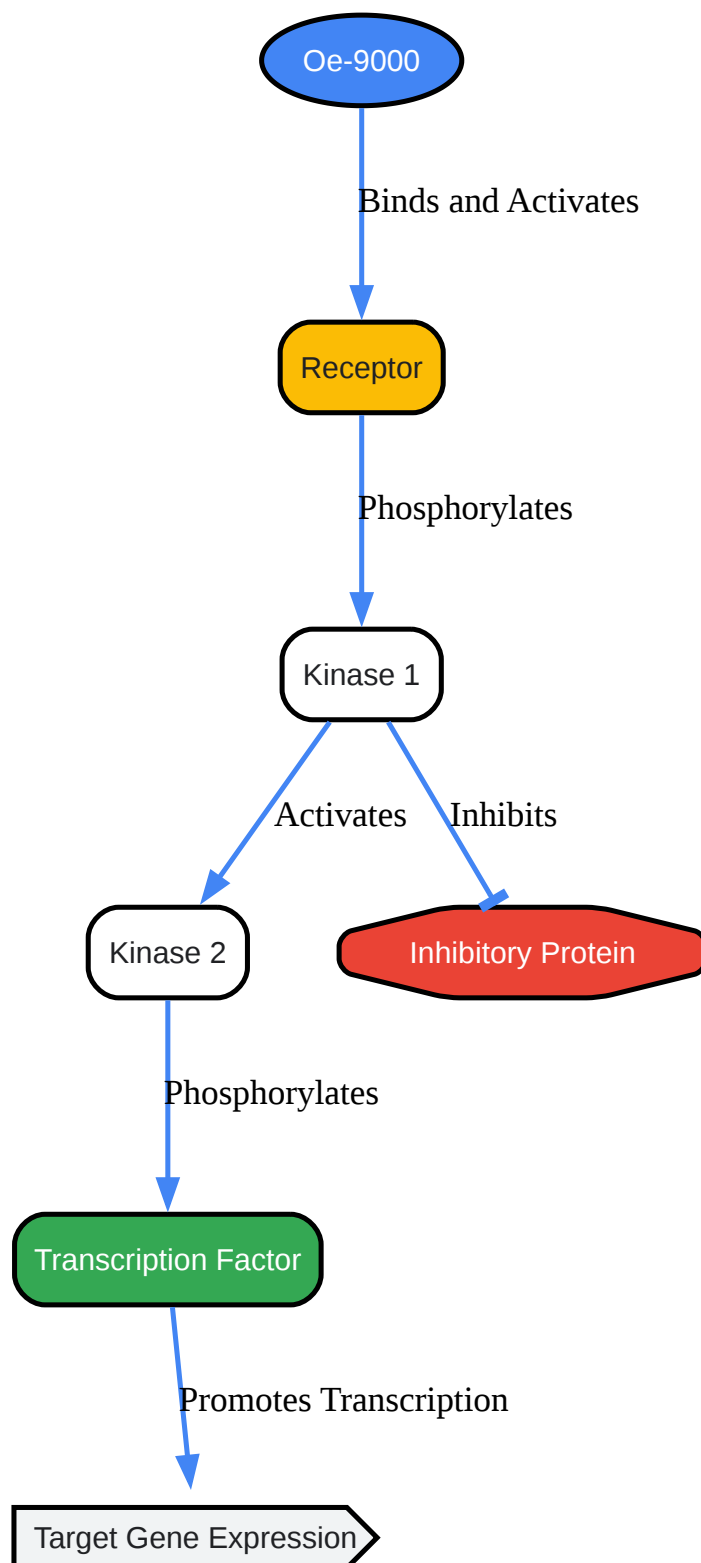 Oe-9000
Binds and Activates
Receptor
Phosphorylates
Kinase 1
Activates
Inhibits
Kinase 2
Inhibitory Protein
Phosphorylates
Transcription Factor
Promotes Transcription
Target Gene Expression